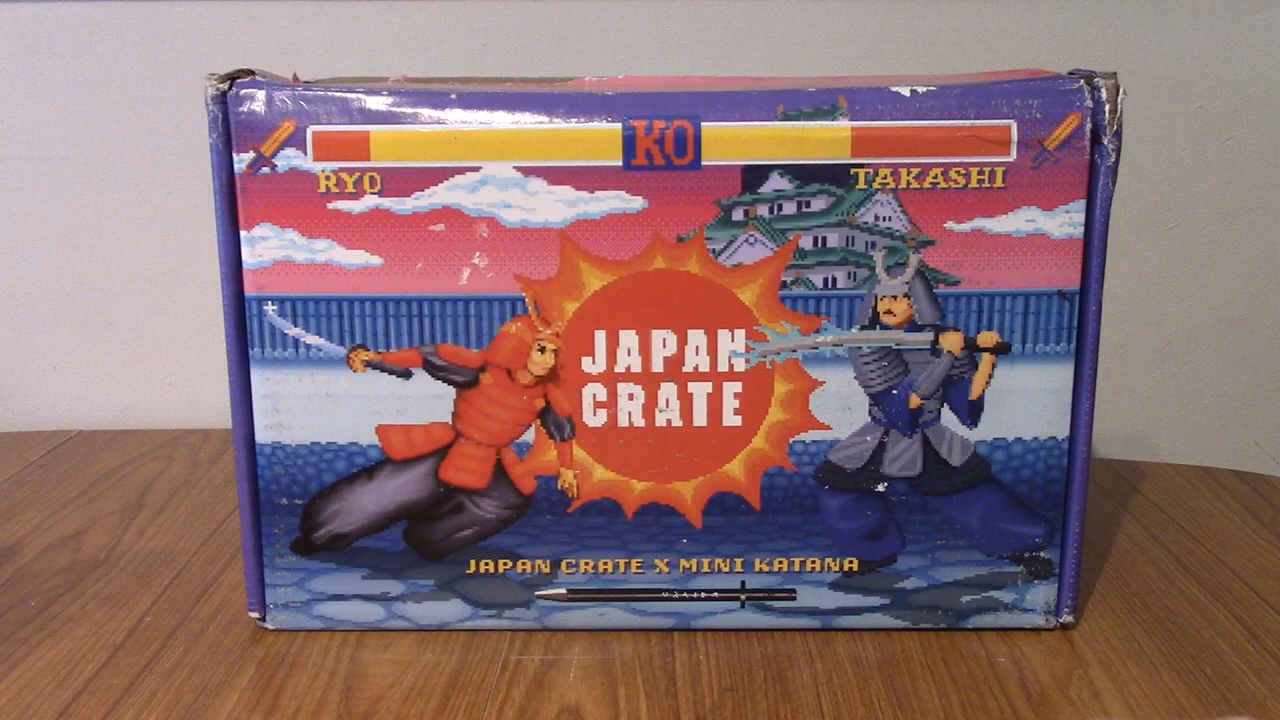 KO
RYO
TAKASHI
JAPAN
CRATE
JAPAN CRATE X MINI KATANA